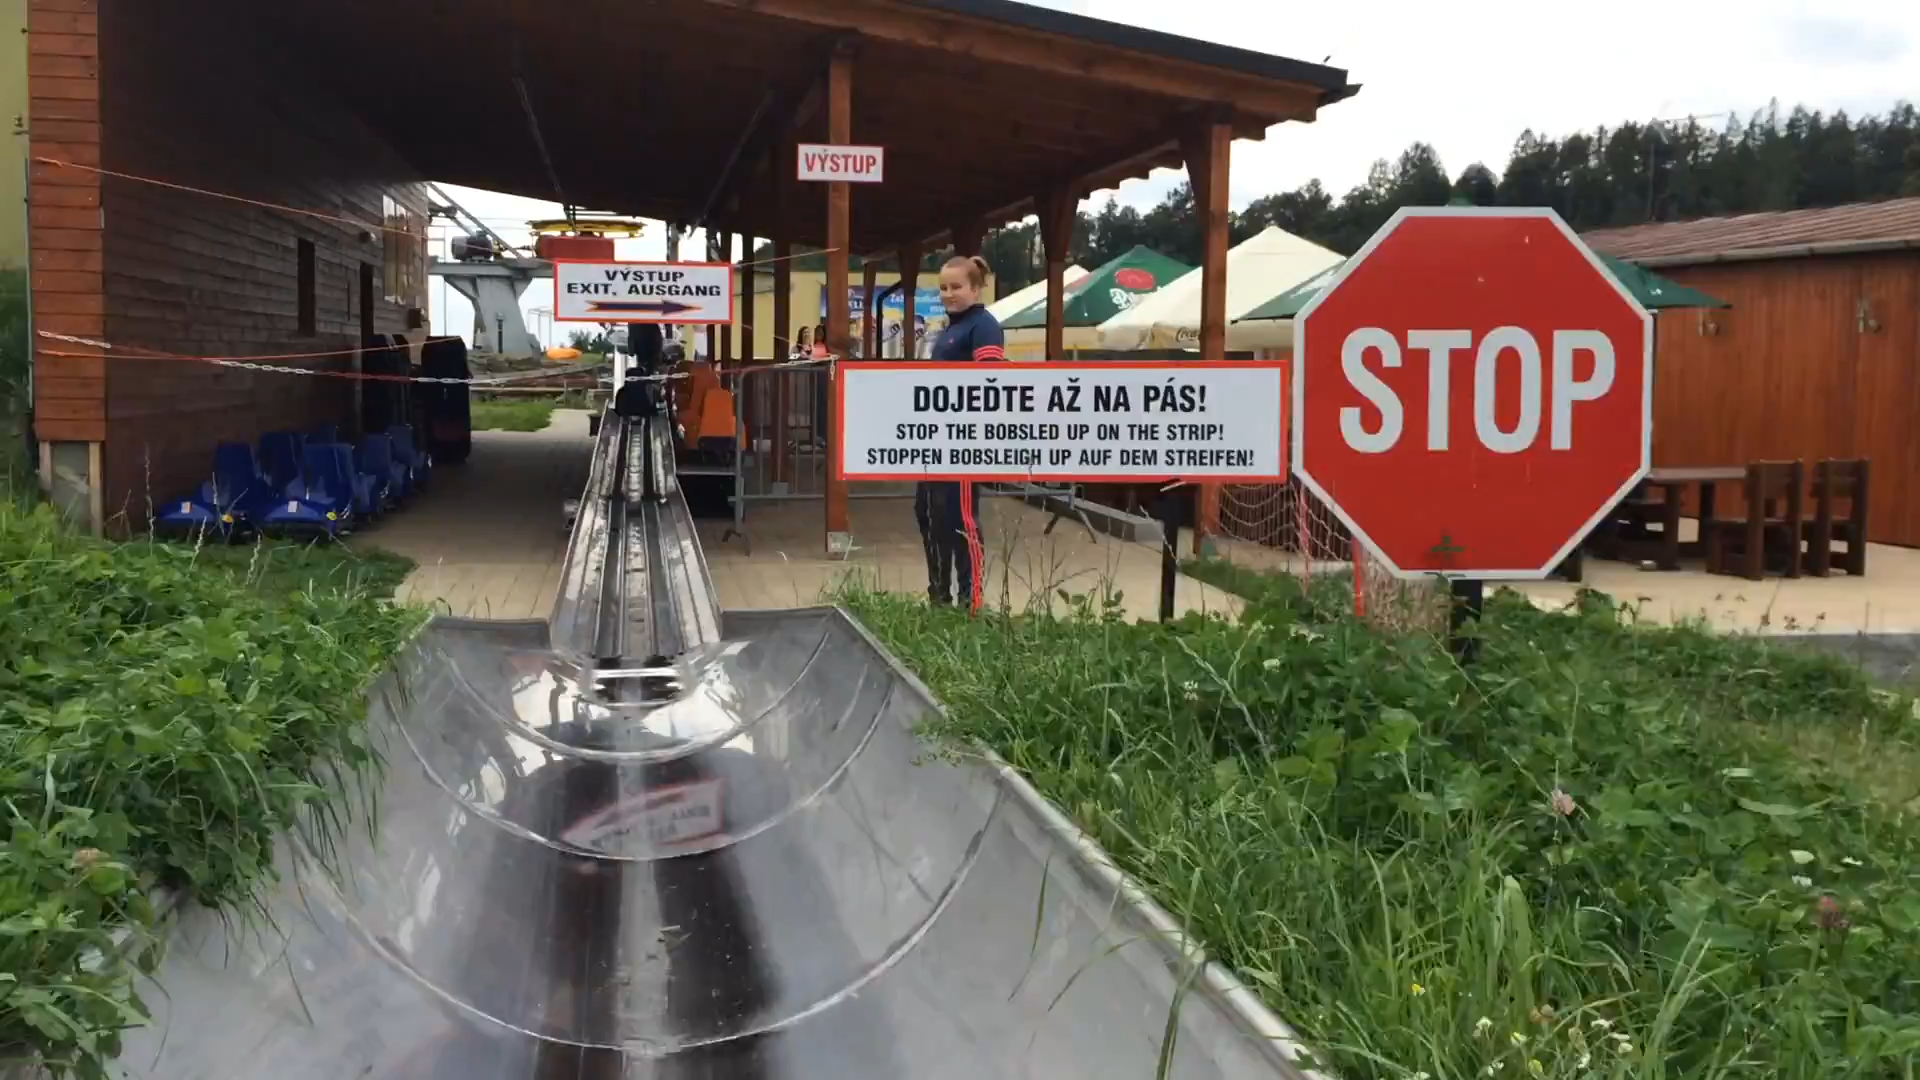 VÝSTUP
VÝSTUP
EXIT, AUSGANG
DOJEĎTE AŽ NA PÁS!
STOP THE BOBSLED UP ON THE STRIP!
STOPPEN BOBSLEIGH UP AUF DEM STREIFEN!
STOP